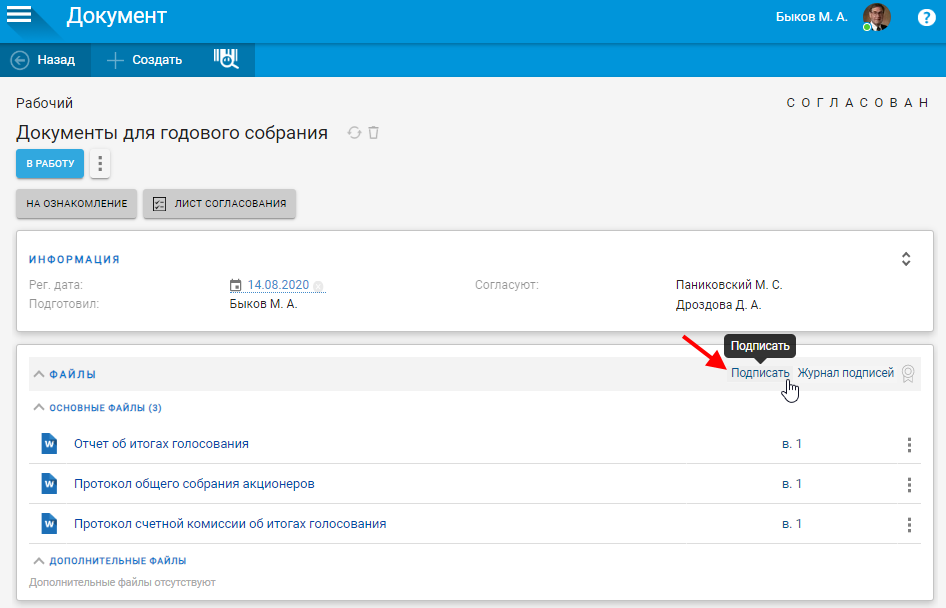 Документ
Быков М. А.
?
Назад
Создать
Рабочий
СОГЛАСОВАН
Документы для годового собрания
В РАБОТУ
НА ОЗНАКОМЛЕНИЕ
ЛИСТ СОГЛАСОВАНИЯ
ИНФОРМАЦИЯ
Рег. дата:
14.08.2020
Согласуют:
Паниковский М. С.
Подготовил:
Быков М. А.
Дроздова Д. А.
Подписать
ФАЙЛЫ
Подписать
Журнал подписей
ОСНОВНЫЕ ФАЙЛЫ (3)
W
Отчет об итогах голосования
в. 1
W
Протокол общего собрания акционеров
в. 1
W
Протокол счетной комиссии об итогах голосования
в. 1
ДОПОЛНИТЕЛЬНЫЕ ФАЙЛЫ
Дополнительные файлы отсутствуют